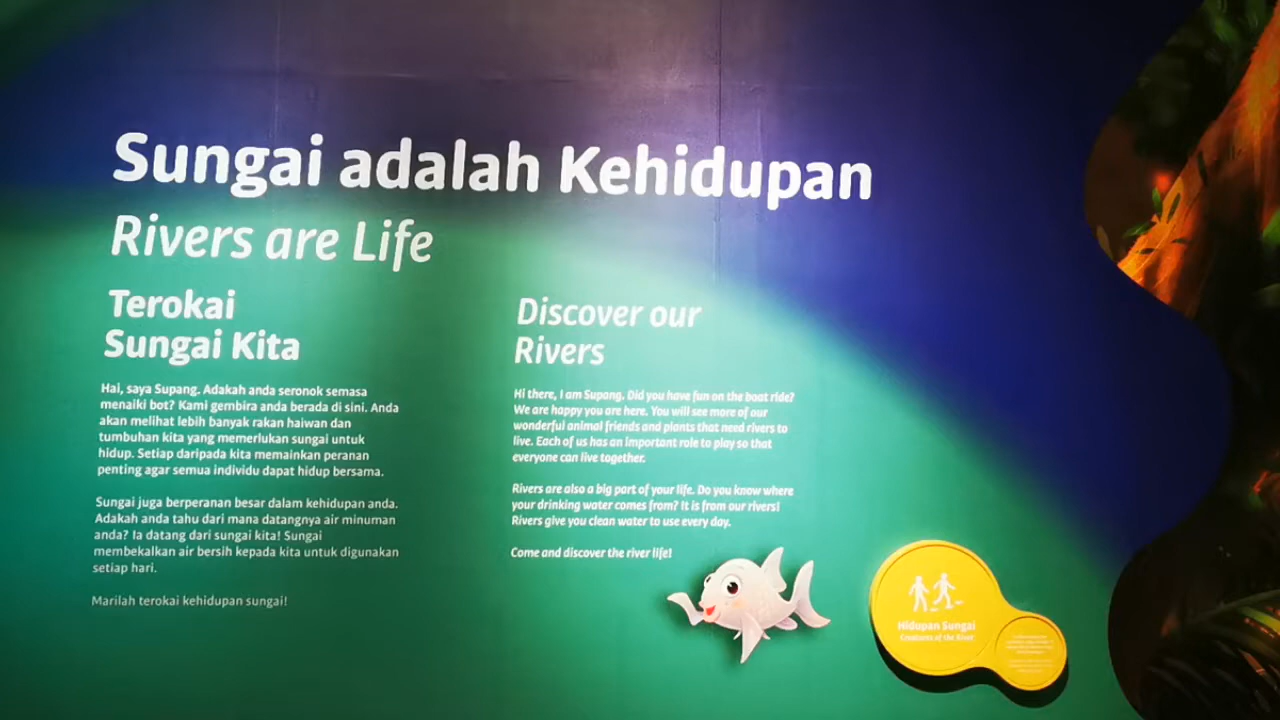 Sungai adalah Kehidupan
Rivers are Life
Terokai
Sungai Kita
Hai, saya Supang. Adakah anda seronok semasa
menaiki bot? Kami gembira anda berada di sini. Anda
akan melihat lebih banyak rakan haiwan dan
tumbuhan kita yang memerlukan sungai untuk
hidup. Setiap daripada kita memainkan peranan
penting agar semua individu dapat hidup bersama.
Sungai juga berperanan besar dalam kehidupan anda.
Adakah anda tahu dari mana datangnya air minuman
anda? Ia datang dari sungai kita! Sungai
membekalkan air bersih kepada kita untuk digunakan
setiap hari.
Marilah terokai kehidupan sungai!
Discover our
Rivers
Hi there, I am Supang. Did you have fun on the boat ride?
We are happy you are here. You will see more of our
wonderful animal friends and plants that need rivers to
live. Each of us has an important role to play so that
everyone can live together.
Rivers are also a big part of your life. Do you know where
your drinking water comes from? It is from our rivers!
Rivers give you clean water to use every day.
Come and discover the river life!
Hidupan Sungai
Creatures of the River